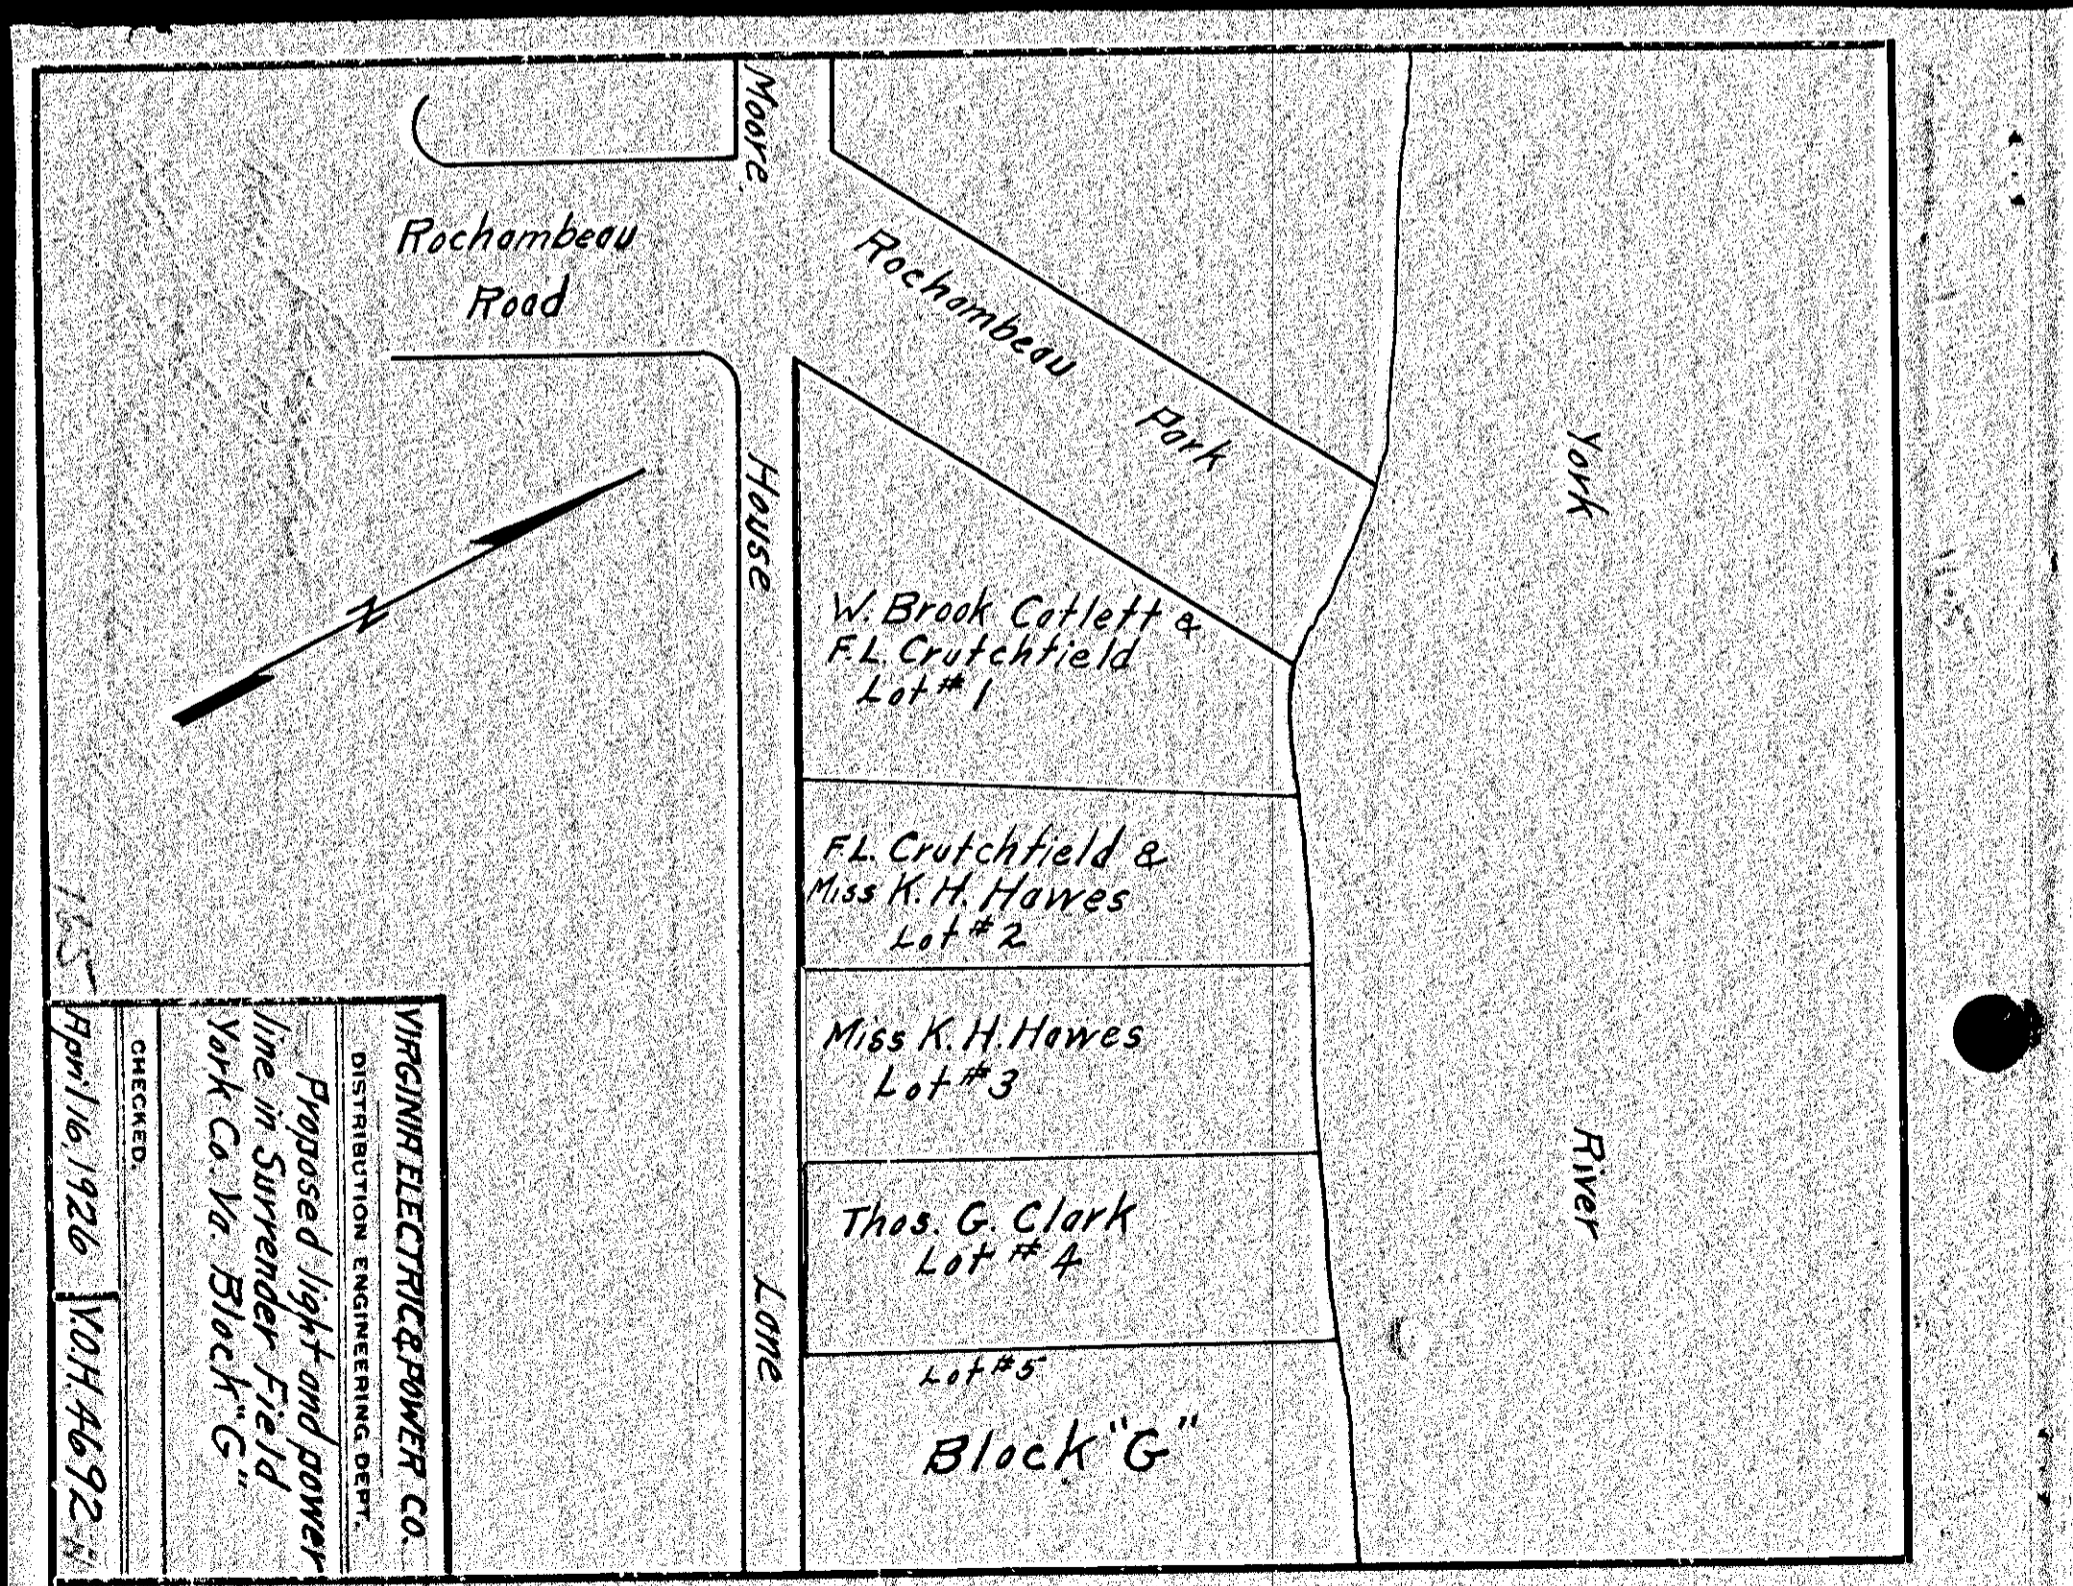 Moore House Lane
Rochambeau
Road
Rochambeau Park
York River
W. Brook Catlett &
F.L. Crutchfield
Lot # 1
F.L. Crutchfield &
Miss K. H. Hawes
Lot # 2
Miss K. H. Hawes
Lot # 3
Thos. G. Clark
Lot # 4
Lot # 5
Block "G"
N
165
VIRGINIA ELECTRIC & POWER CO.
DISTRIBUTION ENGINEERING DEPT.
Proposed light and power
line in Surrender Field
York Co. Va. Block "G"
CHECKED.
April 16, 1926 V.O.H. 4692